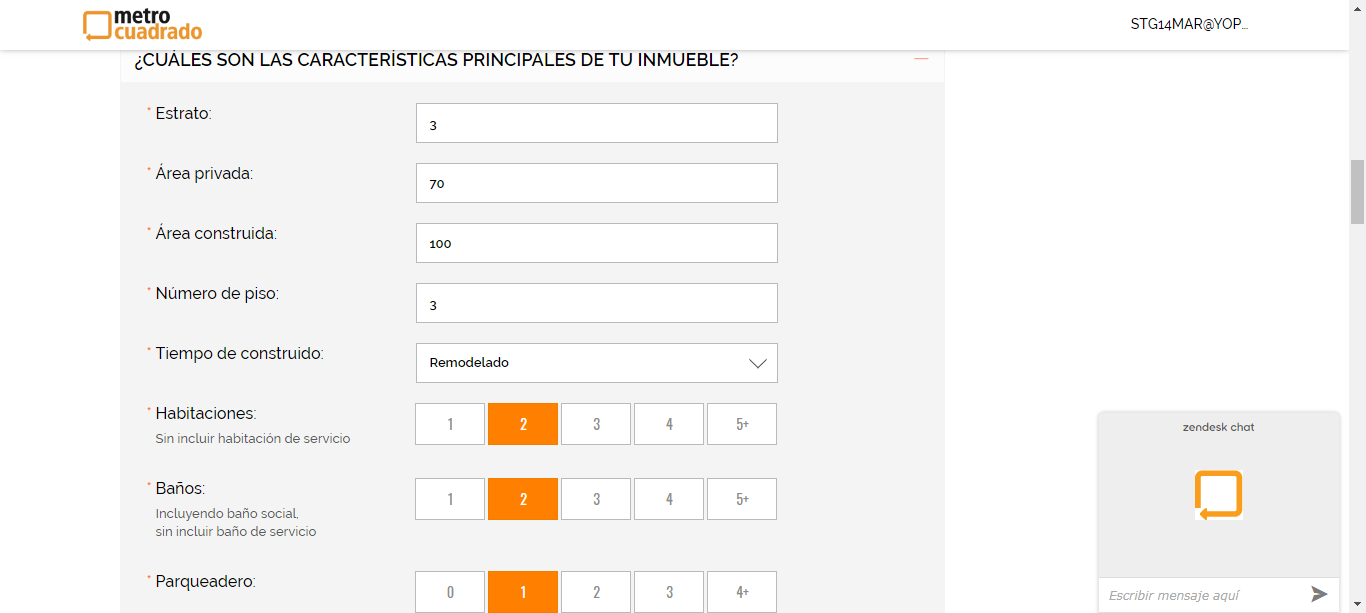 metro
cuadrado
STG14MAR@YOP...
¿CUÁLES SON LAS CARACTERÍSTICAS PRINCIPALES DE TU INMUEBLE?
* Estrato:
3
* Área privada:
70
* Área construida:
100
* Número de piso:
3
* Tiempo de construido:
Remodelado
* Habitaciones:
Sin incluir habitación de servicio
1 2 3 4 5+
* Baños:
Incluyendo baño social,
sin incluir baño de servicio
1 2 3 4 5+
* Parqueadero:
0 1 2 3 4+
zendesk chat
Escribir mensaje aquí